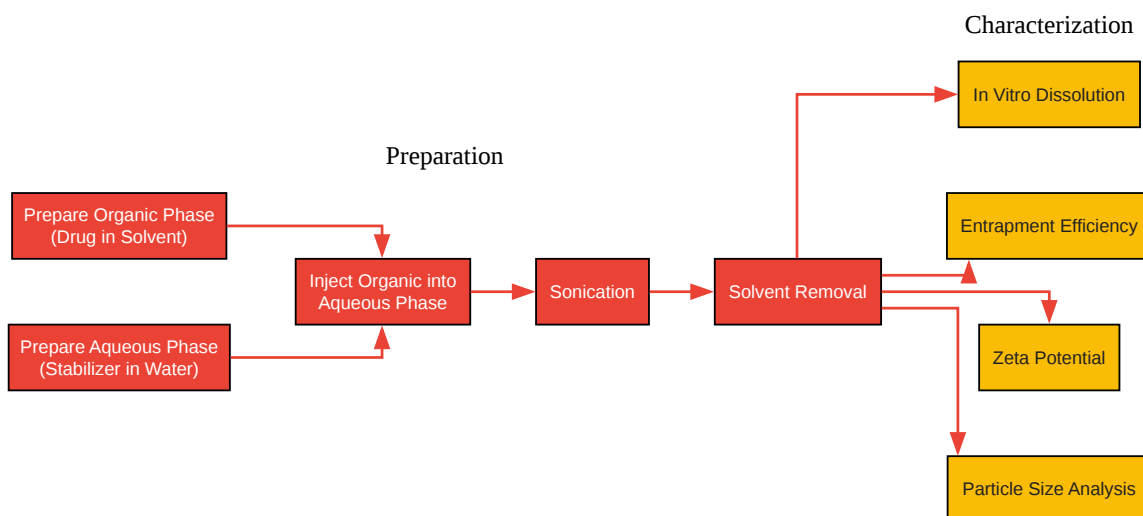 Characterization
In Vitro Dissolution
Preparation
Prepare Organic Phase
(Drug in Solvent)
Entrapment Efficiency
Inject Organic into
Aqueous Phase
Sonication
Solvent Removal
Prepare Aqueous Phase
(Stabilizer in Water)
Zeta Potential
Particle Size Analysis